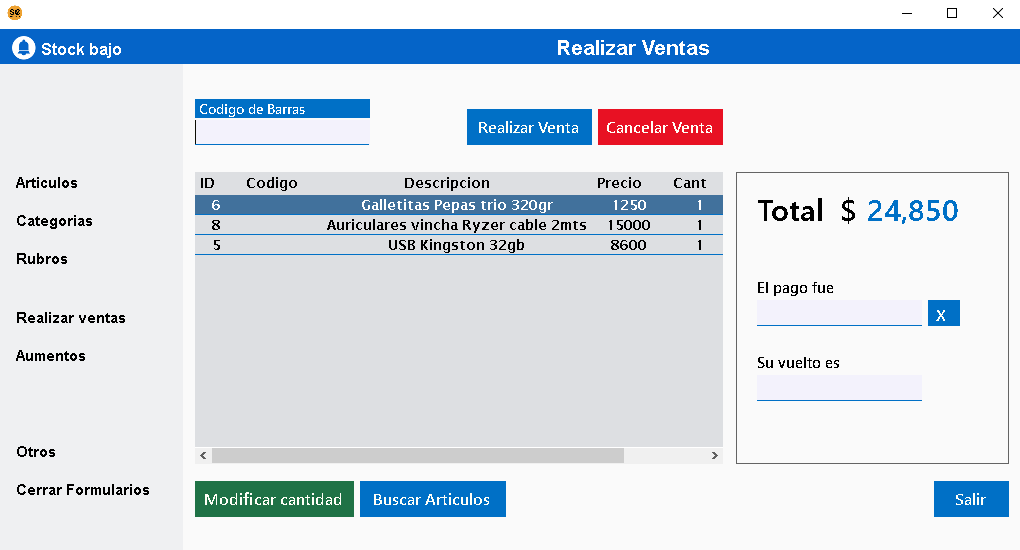 Stock bajo
Realizar Ventas
Codigo de Barras
Realizar Venta
Cancelar Venta
Articulos
Categorias
Rubros
Realizar ventas
Aumentos
Otros
Cerrar Formularios
ID Codigo Descripcion Precio Cant
6 Galletitas Pepas trio 320gr 1250 1
8 Auriculares vincha Ryzer cable 2mts 15000 1
5 USB Kingston 32gb 8600 1
Total $ 24,850
El pago fue
X
Su vuelto es
Modificar cantidad
Buscar Articulos
Salir